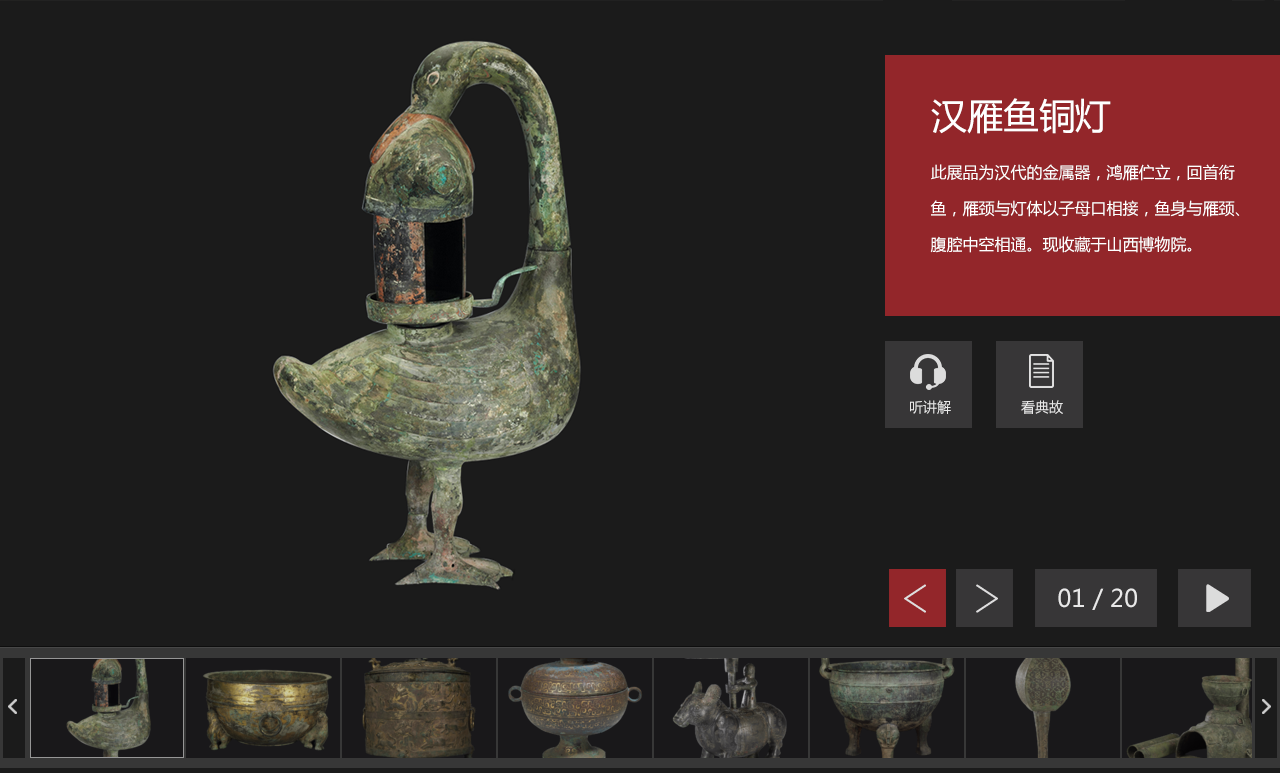 汉雁鱼铜灯
此展品为汉代的金属器，鸿雁伫立，回首衔
鱼，雁颈与灯体以子母口相接，鱼身与雁颈、
腹腔中空相通。现收藏于山西博物院。
听讲解
看典故
01 / 20